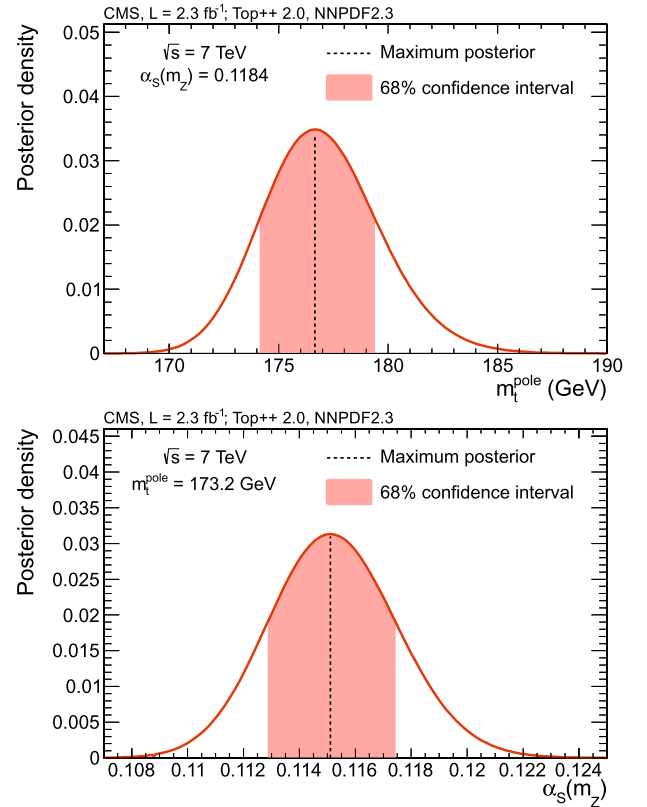 CMS, L = 2.3 fb⁻¹; Top++ 2.0, NNPDF2.3
Posterior density
0.05
0.04
0.03
0.02
0.01
0
√s = 7 TeV
α_S(m_Z) = 0.1184
Maximum posterior
68% confidence interval
170 175 180 185 190
m_t^pole (GeV)
CMS, L = 2.3 fb⁻¹; Top++ 2.0, NNPDF2.3
Posterior density
0.045
0.04
0.035
0.03
0.025
0.02
0.015
0.01
0.005
0
√s = 7 TeV
m_t^pole = 173.2 GeV
Maximum posterior
68% confidence interval
0.108 0.11 0.112 0.114 0.116 0.118 0.12 0.122 0.124
α_S(m_Z)